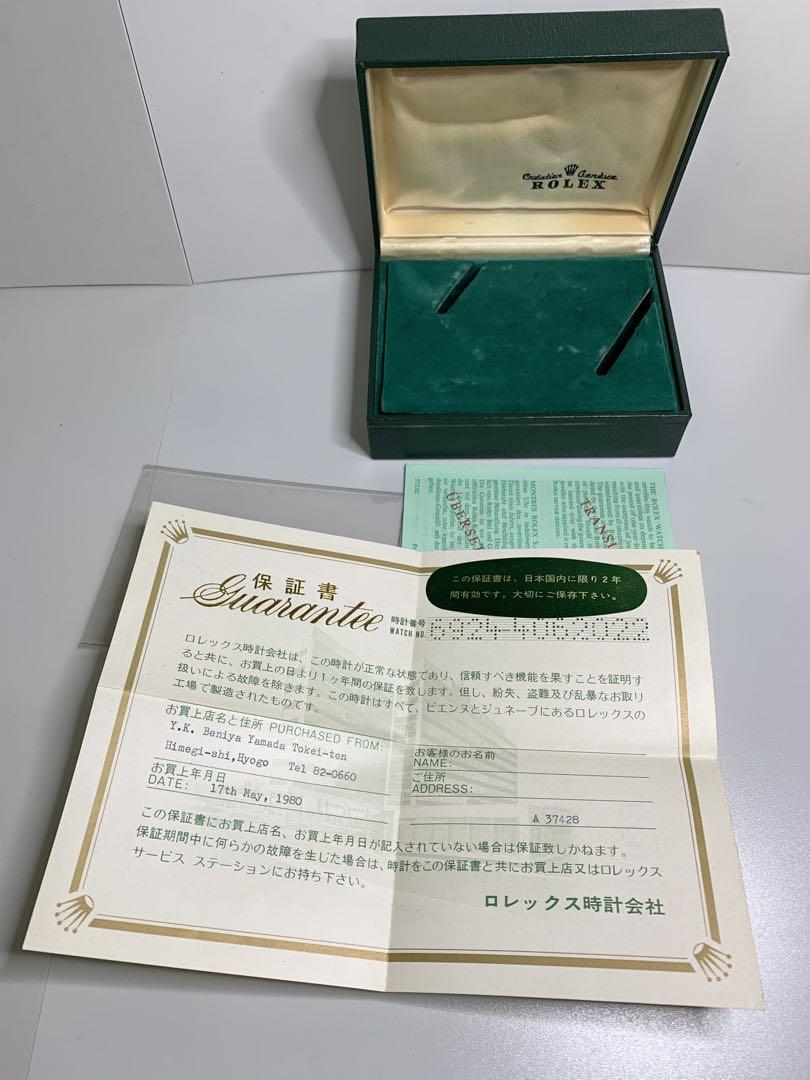 Création Genèsce
ROLEX
THE ROLEX WATCH
MONTRES ROLEX S.
TRANSL
ÜBERSE
保証書
Guarantee
この保証書は、日本国内に限り2年
間有効です。大切にご保存下さい。
時計番号
WATCH NO.
ロレックス時計会社は、この時計が正常な状態であり、信頼すべき機能を果すことを証明す
ると共に、お買上の日より1ヶ年間の保証を致します。但し、紛失、盗難及び乱暴なお取り
扱いによる故障を除きます。この時計はすべて、ビエンヌとジュネーブにあるロレックスの
工場で製造されたものです。
お買上店名と住所 PURCHASED FROM:
Y.K. Beniya Yamada Tokei-ten
Himegi-shi,Hyogo Tel 82-0660
お買上年月日
DATE: 17th May, 1980
お客様のお名前
NAME:
ご住所
ADDRESS:
A 37428
この保証書にお買上店名、お買上年月日が記入されていない場合は保証致しかねます。
保証期間中に何らかの故障を生じた場合は、時計をこの保証書と共にお買上店又はロレックス
サービス ステーションにお持ち下さい。
ロレックス時計会社